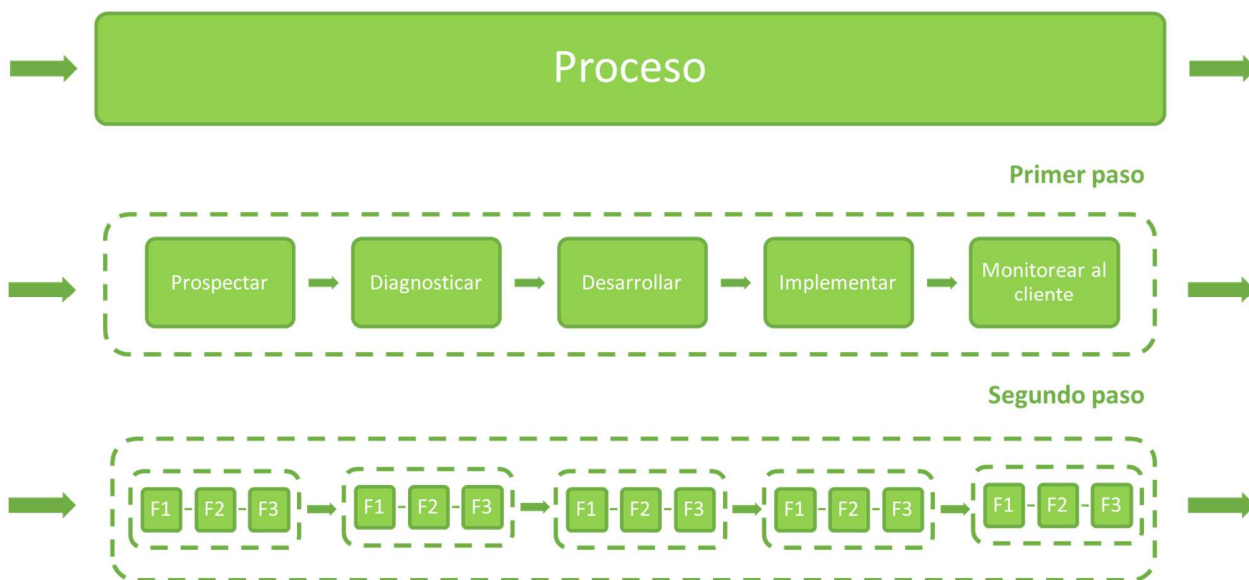 Proceso
Primer paso
Prospectar
Diagnosticar
Desarrollar
Implementar
Monitorear al
cliente
Segundo paso
F1 - F2 - F3
F1 - F2 - F3
F1 - F2 - F3
F1 - F2 - F3
F1 - F2 - F3